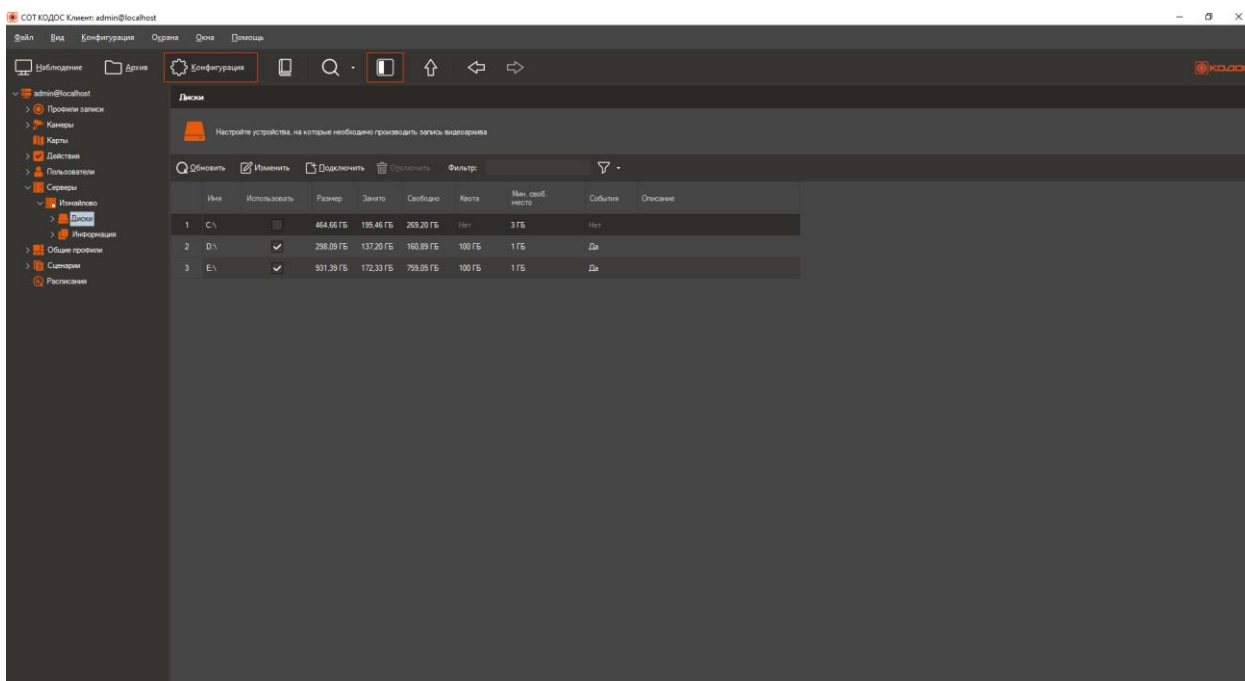 СОТ КОДОС Клиент: admin@localhost
Файл Вид Конфигурация Охрана Окна Помощь
Наблюдение Архив Конфигурация
КОДОС
admin@localhost
Профили записи
Камеры
Карты
Действия
Пользователи
Серверы
Измайлово
Диски
Информация
Общие профили
Сценарии
Расписания
Диски
Настройте устройства, на которые необходимо производить запись видеоархива
Обновить Изменить Подключить Отключить Фильтр:
Имя Использовать Размер Занято Свободно Квота Мин. своб. место События Описание
1 C:\ 464,66 ГБ 195,46 ГБ 269,20 ГБ Нет 3 ГБ Нет
2 D:\ 298,09 ГБ 137,20 ГБ 160,89 ГБ 100 ГБ 1 ГБ Да
3 E:\ 931,39 ГБ 172,33 ГБ 759,05 ГБ 100 ГБ 1 ГБ Да